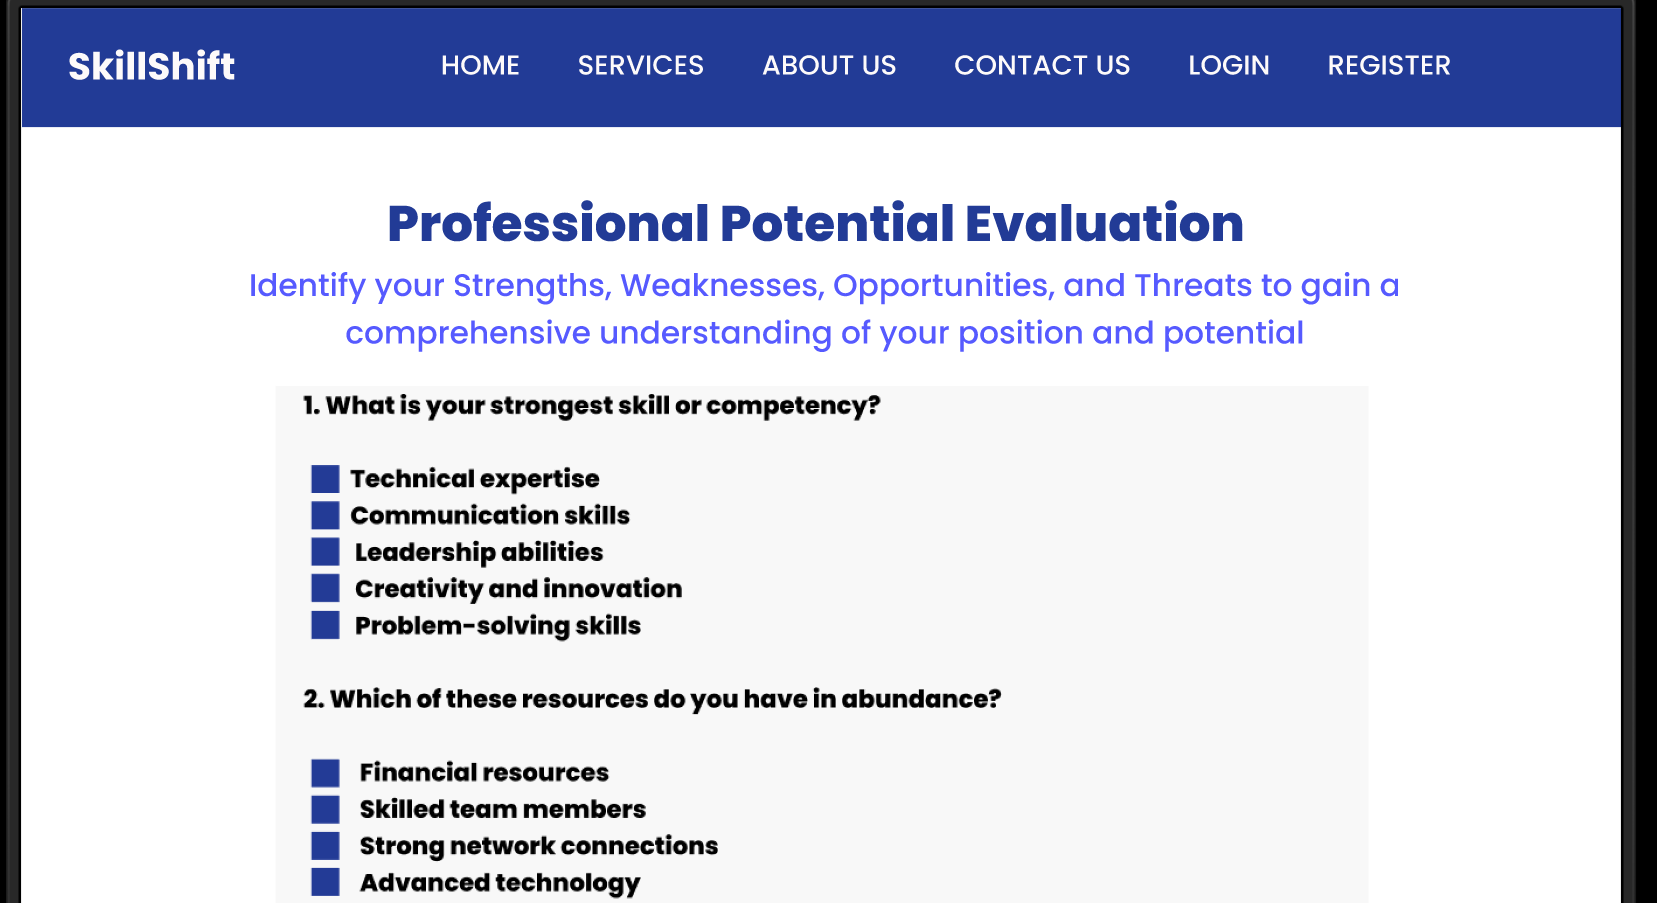 SkillShift HOME SERVICES ABOUT US CONTACT US LOGIN REGISTER
Professional Potential Evaluation
Identify your Strengths, Weaknesses, Opportunities, and Threats to gain a
comprehensive understanding of your position and potential
1. What is your strongest skill or competency?
Technical expertise
Communication skills
Leadership abilities
Creativity and innovation
Problem-solving skills
2. Which of these resources do you have in abundance?
Financial resources
Skilled team members
Strong network connections
Advanced technology